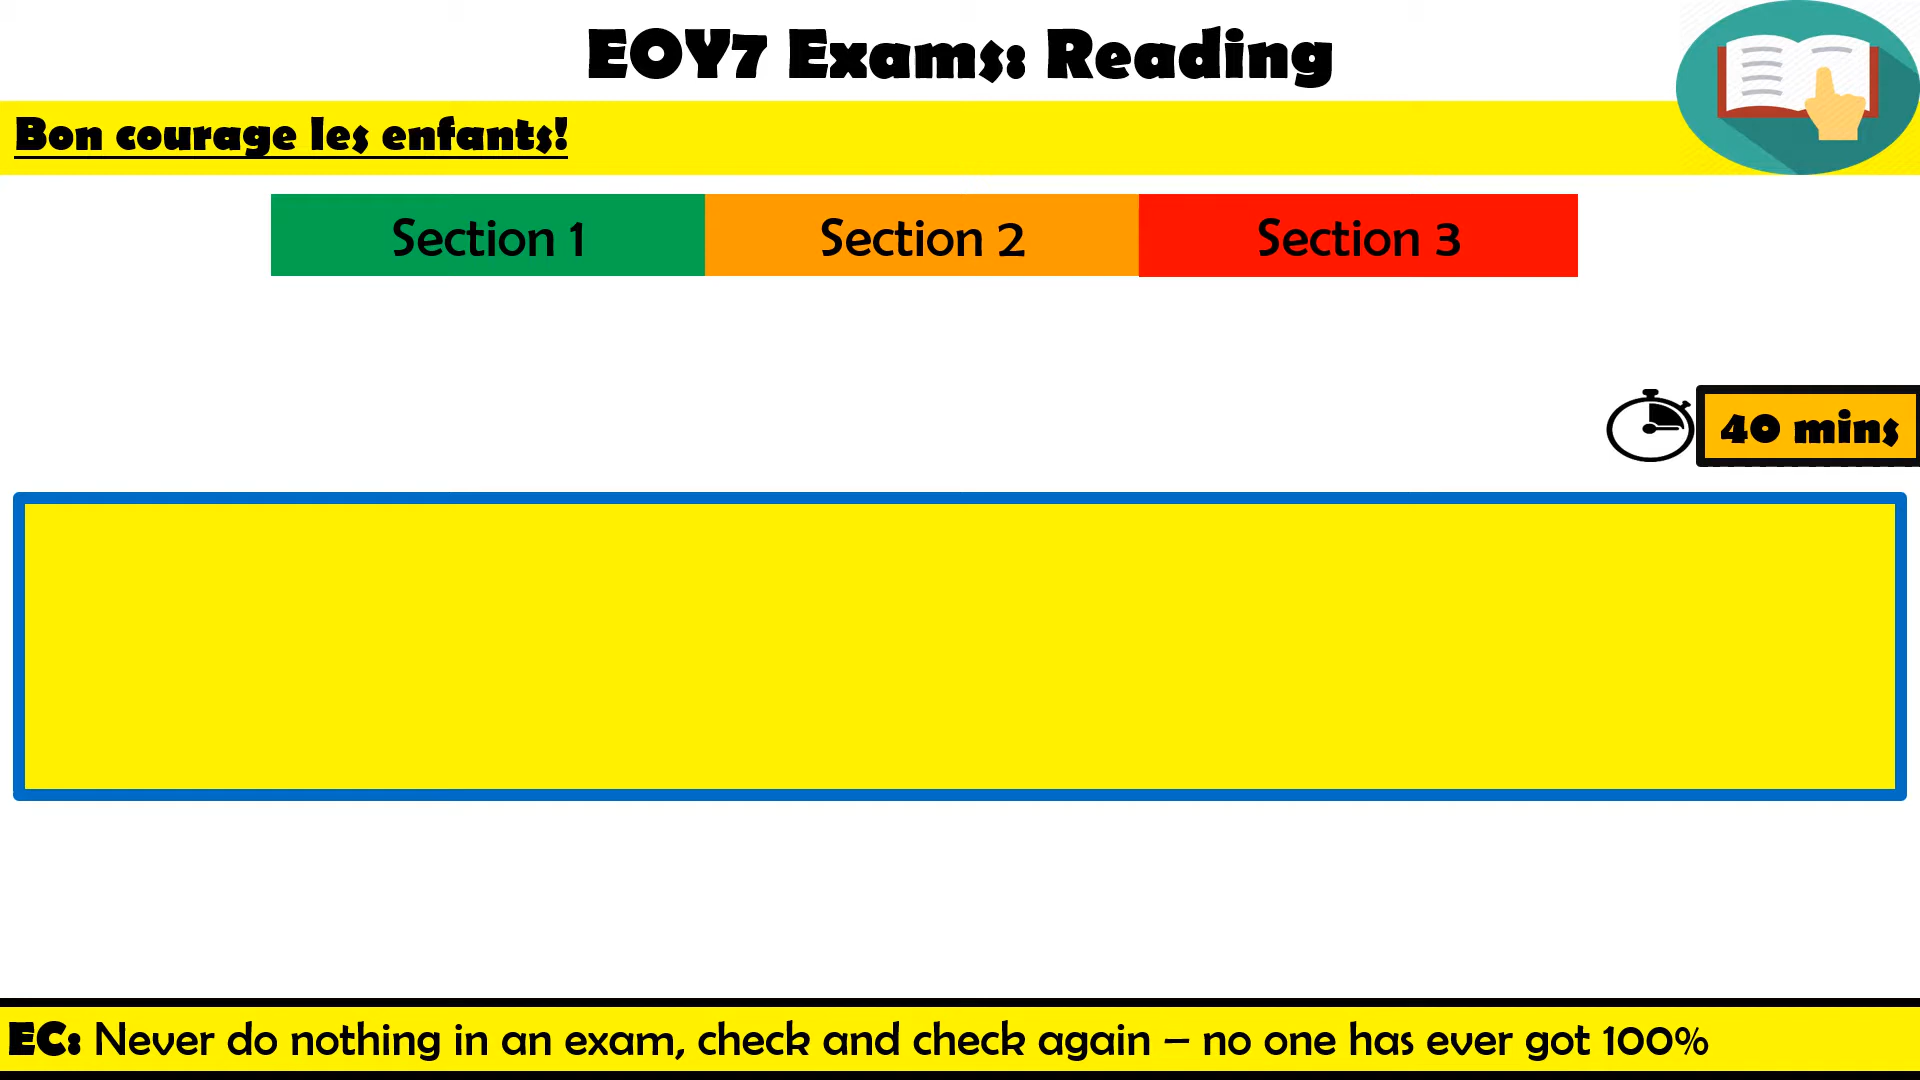 EOY7 Exams: Reading
Bon courage les enfants!
Section 1
Section 2
Section 3
40 mins
EC: Never do nothing in an exam, check and check again – no one has ever got 100%